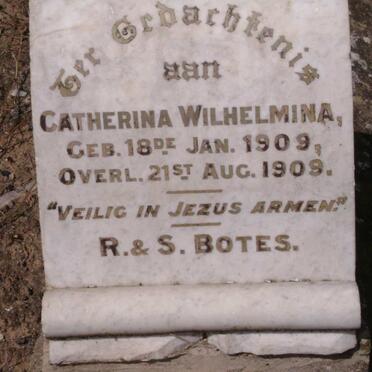 Ter Gedachtenis
aan
CATHERINA WILHELMINA,
GEB. 18DE JAN. 1909,
OVERL. 21ST AUG. 1909.
"VEILIG IN JEZUS ARMEN."
R. & S. BOTES.